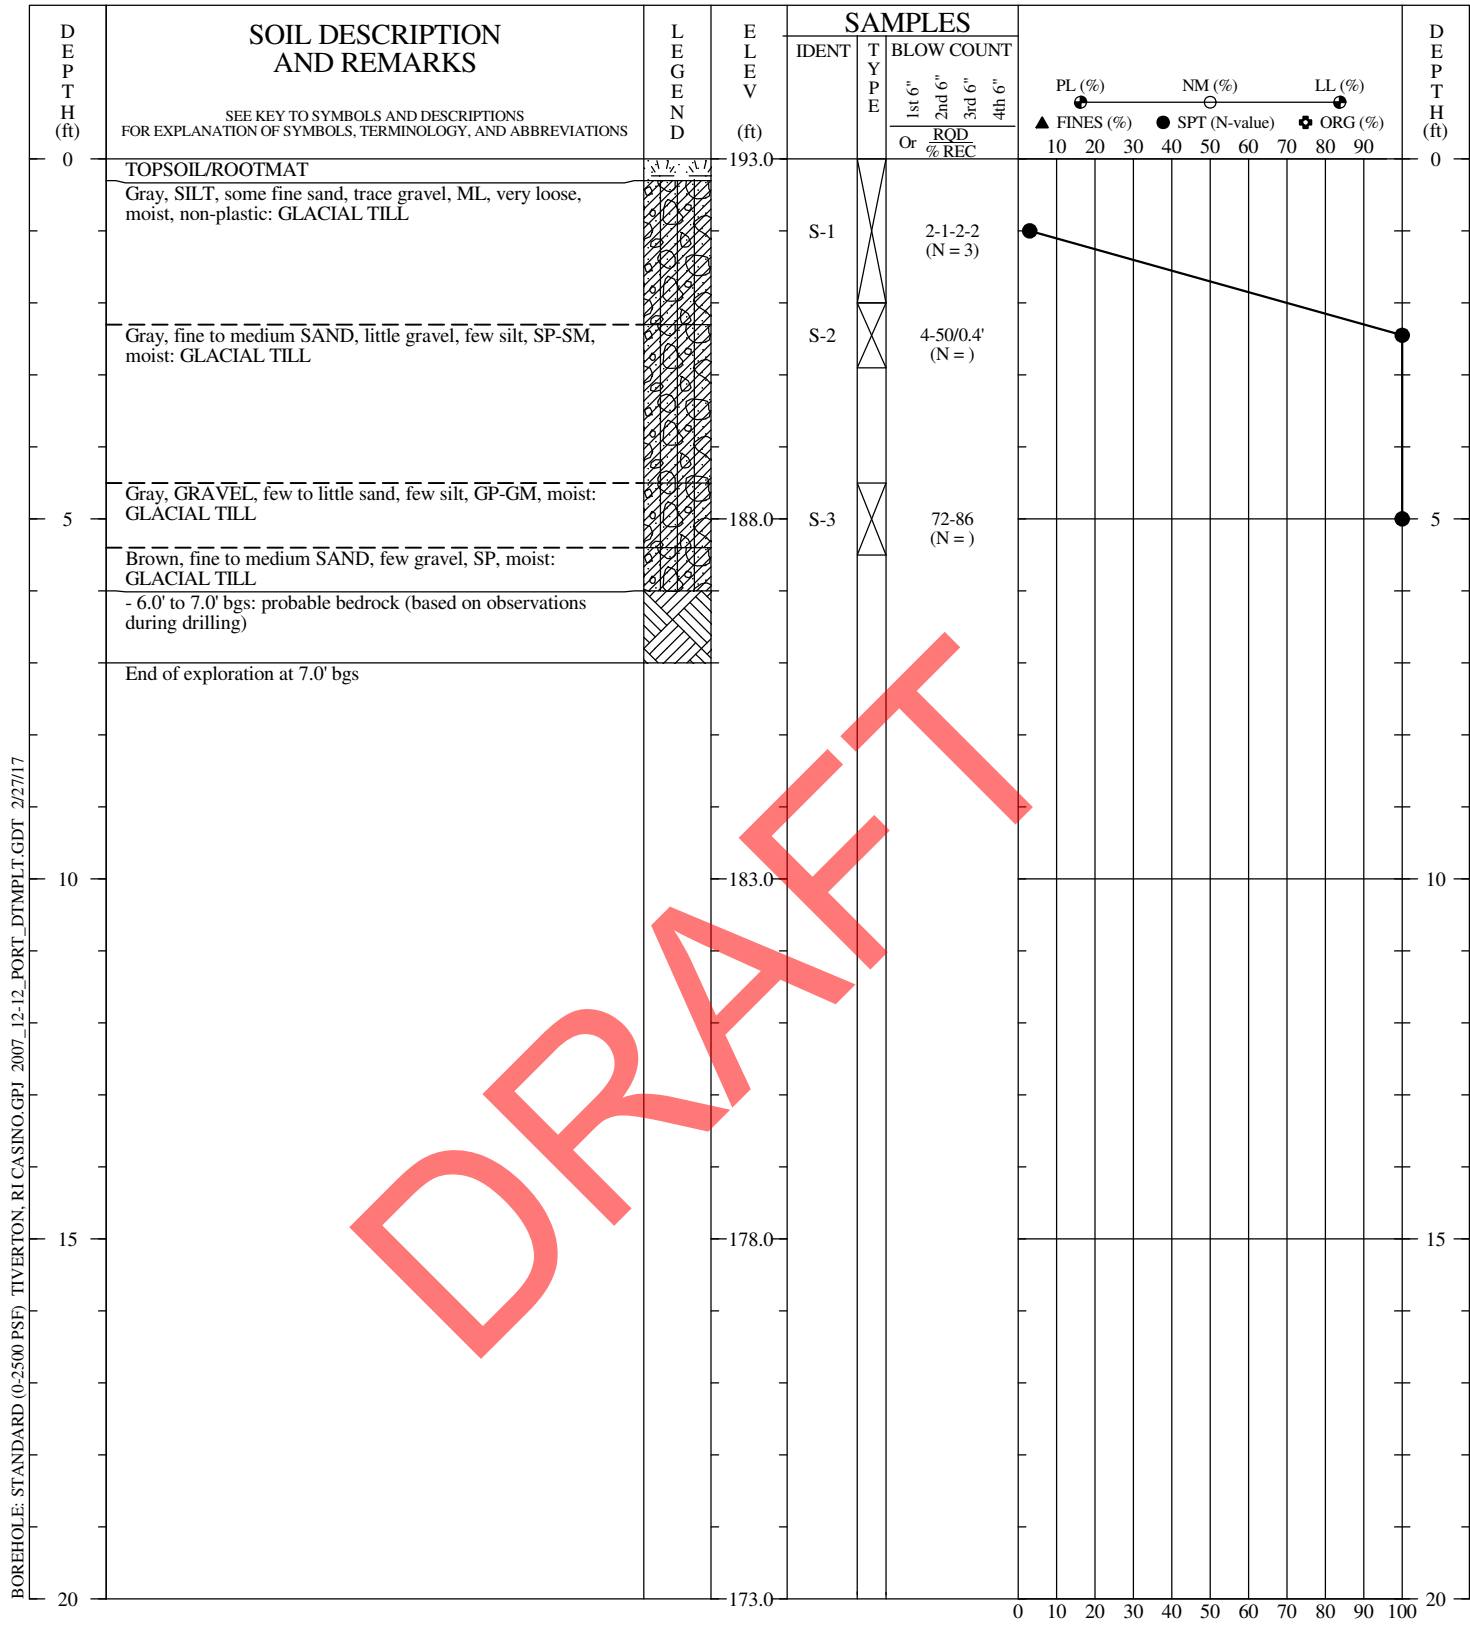 DEPTH (ft)
SOIL DESCRIPTION
AND REMARKS
SEE KEY TO SYMBOLS AND DESCRIPTIONS
FOR EXPLANATION OF SYMBOLS, TERMINOLOGY, AND ABBREVIATIONS
LEGEND
ELEV (ft)
SAMPLES
IDENT
TYPE
BLOW COUNT
1st 6"
2nd 6"
3rd 6"
4th 6"
Or RQD
% REC
PL (%) NM (%) LL (%)
FINES (%) SPT (N-value) ORG (%)
10 20 30 40 50 60 70 80 90
DEPTH (ft)
0 193.0 0
TOPSOIL/ROOTMAT
Gray, SILT, some fine sand, trace gravel, ML, very loose,
moist, non-plastic: GLACIAL TILL
S-1 2-1-2-2
(N = 3)
Gray, fine to medium SAND, little gravel, few silt, SP-SM,
moist: GLACIAL TILL
S-2 4-50/0.4'
(N = )
Gray, GRAVEL, few to little sand, few silt, GP-GM, moist:
GLACIAL TILL
5 188.0 5
S-3 72-86
(N = )
Brown, fine to medium SAND, few gravel, SP, moist:
GLACIAL TILL
- 6.0' to 7.0' bgs: probable bedrock (based on observations
during drilling)
End of exploration at 7.0' bgs
10 183.0 10
15 178.0 15
20 173.0 20
0 10 20 30 40 50 60 70 80 90 100
DRAFT
BOREHOLE: STANDARD (0-2500 PSF) TIVERTON, RI CASINO.GPJ 2007_12-12_PORT_DTMPLT.GDT 2/27/17